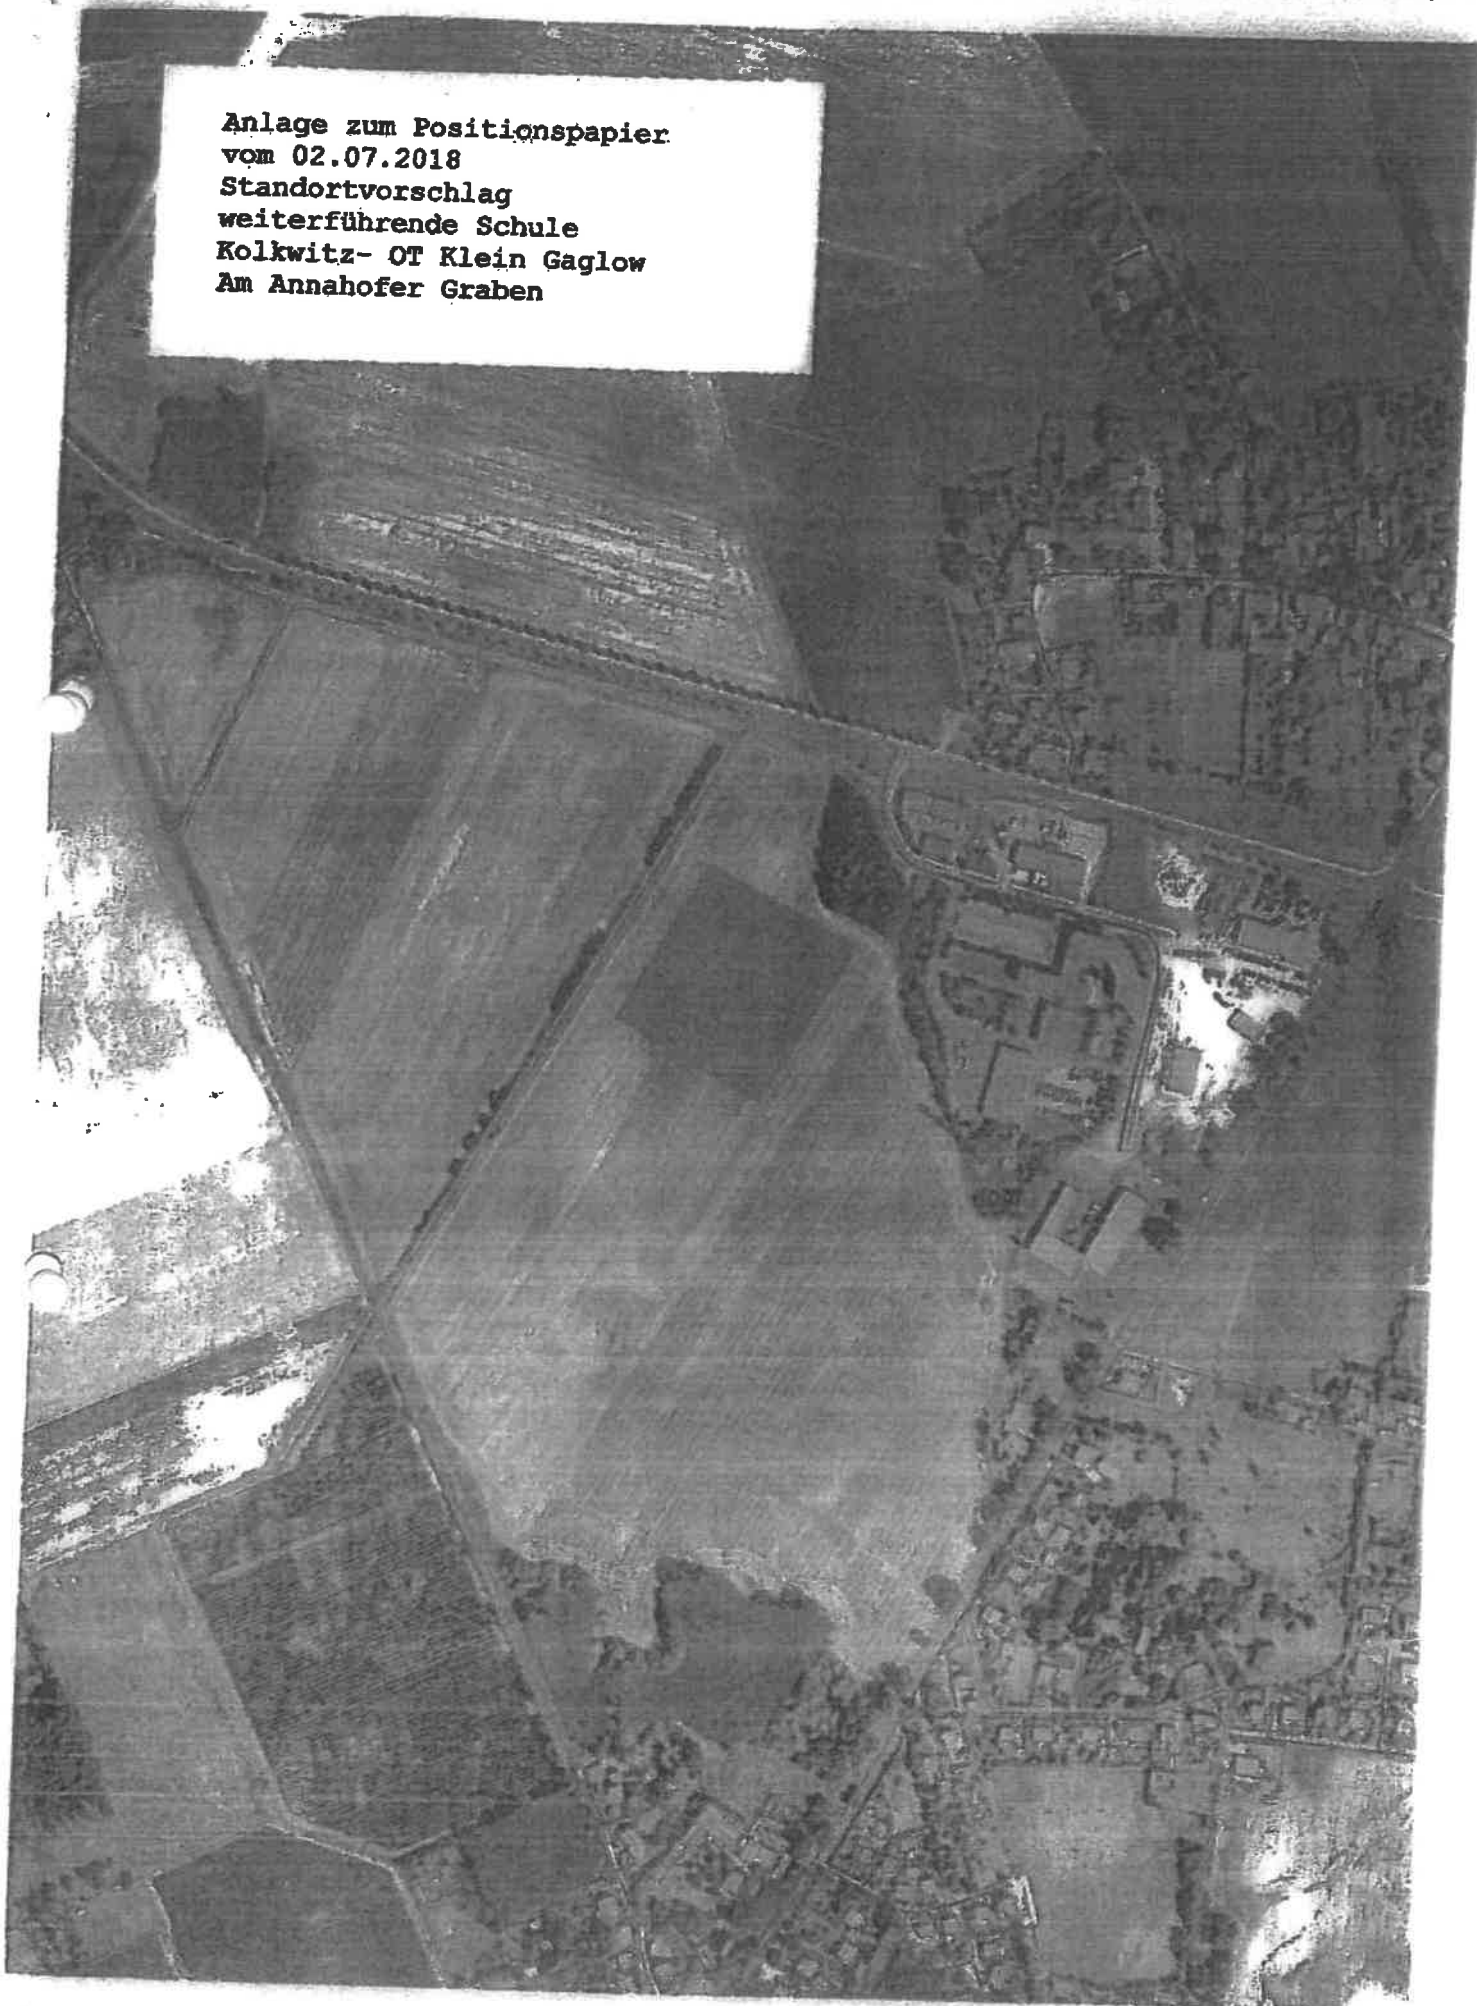 Anlage zum Positionspapier
vom 02.07.2018
Standortvorschlag
weiterführende Schule
Kolkwitz- OT Klein Gaglow
Am Annahofer Graben